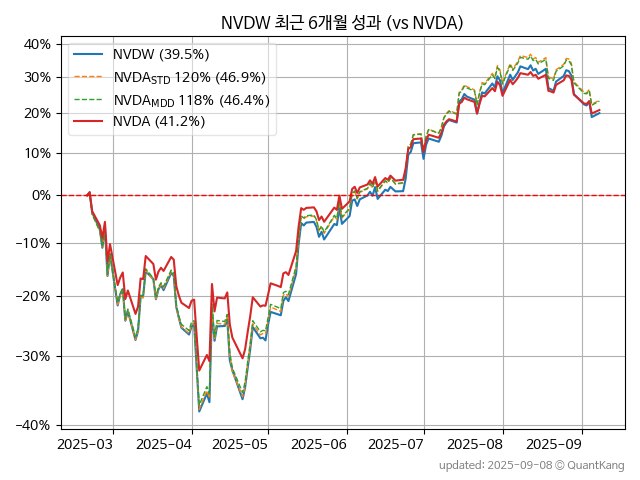 NVDW 최근 6개월 성과 (vs NVDA)
NVDW (39.5%)
NVDA_STD 120% (46.9%)
NVDA_MDD 118% (46.4%)
NVDA (41.2%)
40%
30%
20%
10%
0%
−10%
−20%
−30%
−40%
2025-03 2025-04 2025-05 2025-06 2025-07 2025-08 2025-09
updated: 2025-09-08 © QuantKang